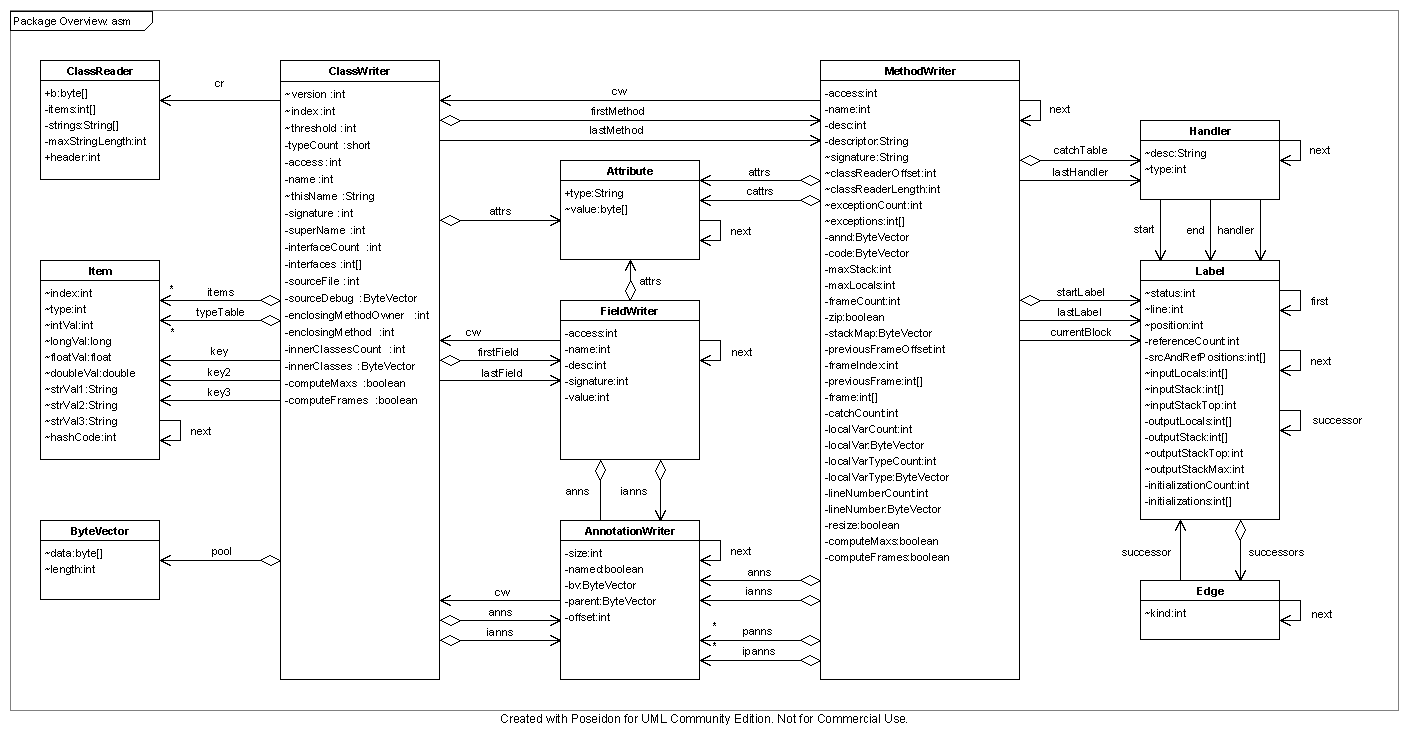 Package Overview: asm
ClassReader
+b:byte[]
-items:int[]
-strings:String[]
-maxStringLength:int
+header:int
cr
ClassWriter
~version :int
~index :int
~threshold :int
-typeCount :short
-access :int
-name :int
~thisName :String
-signature :int
-superName :int
-interfaceCount :int
-interfaces :int[]
-sourceFile :int
-sourceDebug :ByteVector
-enclosingMethodOwner :int
-enclosingMethod :int
-innerClassesCount :int
-innerClasses :ByteVector
-computeMaxs :boolean
-computeFrames :boolean
cw
firstMethod
lastMethod
MethodWriter
-access:int
-name:int
-desc:int
-descriptor:String
~signature:String
~classReaderOffset:int
~classReaderLength:int
~exceptionCount:int
~exceptions:int[]
-annd:ByteVector
-code:ByteVector
-maxStack:int
-maxLocals:int
-frameCount:int
-zip:boolean
-stackMap:ByteVector
-previousFrameOffset:int
-frameIndex:int
-previousFrame:int[]
-frame:int[]
-catchCount:int
-localVarCount:int
-localVar:ByteVector
-localVarTypeCount:int
-localVarType:ByteVector
-lineNumberCount:int
-lineNumber:ByteVector
-resize:boolean
-computeMaxs:boolean
-computeFrames:boolean
next
catchTable
lastHandler
Handler
~desc:String
~type:int
next
start
end
handler
Attribute
+type:String
~value:byte[]
attrs
attrs
cattrs
next
attrs
Item
~index:int
~type:int
~intVal:int
~longVal:long
~floatVal:float
~doubleVal:double
~strVal1:String
~strVal2:String
~strVal3:String
~hashCode:int
*
items
typeTable
*
key
key2
key3
next
FieldWriter
-access:int
-name:int
-desc:int
-signature:int
-value:int
cw
firstField
lastField
next
anns
ianns
startLabel
lastLabel
currentBlock
Label
~status:int
~line:int
~position:int
-referenceCount:int
-srcAndRefPositions:int[]
~inputLocals:int[]
~inputStack:int[]
~inputStackTop:int
-outputLocals:int[]
-outputStack:int[]
~outputStackTop:int
~outputStackMax:int
-initializationCount:int
-initializations:int[]
first
next
successor
successor
successors
ByteVector
~data:byte[]
~length:int
pool
AnnotationWriter
-size:int
-named:boolean
-bv:ByteVector
-parent:ByteVector
-offset:int
cw
anns
ianns
next
anns
ianns
*
panns
*
ipanns
Edge
~kind:int
next
Created with Poseidon for UML Community Edition. Not for Commercial Use.